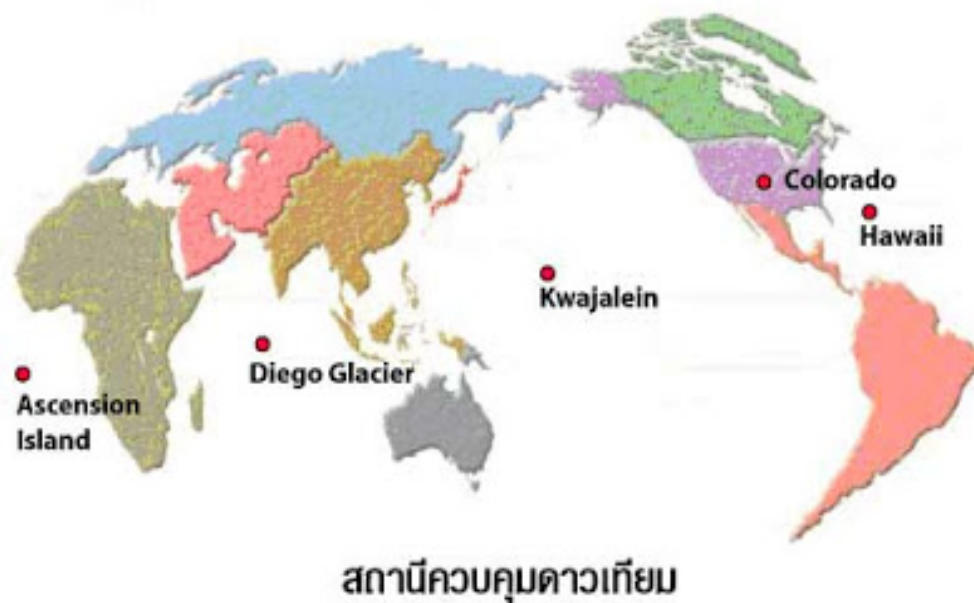 Colorado
Hawaii
Kwajalein
Diego Glacier
Ascension
Island
สถานีควบคุมดาวเทียม